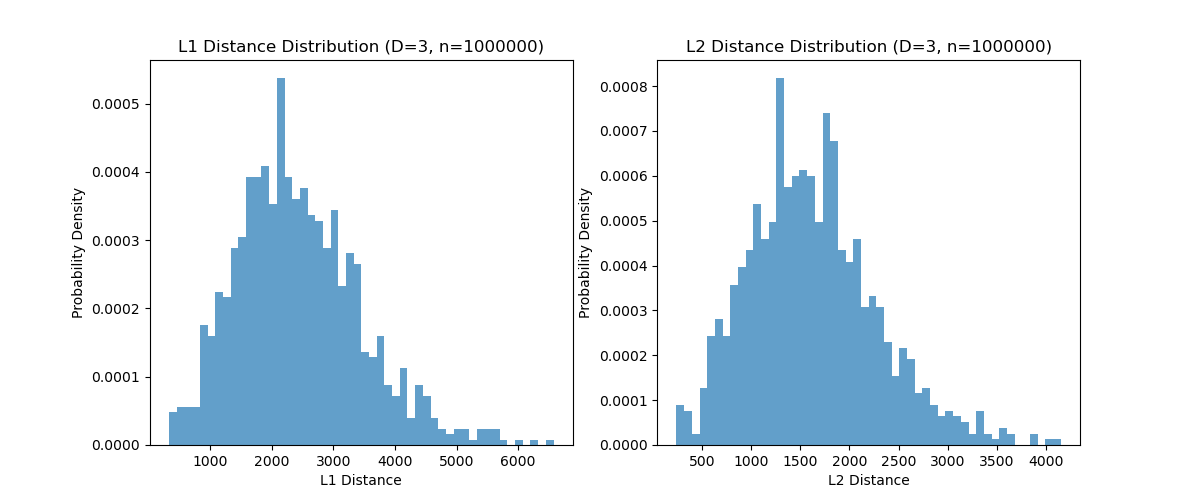 L1 Distance Distribution (D=3, n=1000000)
Probability Density
0.0005
0.0004
0.0003
0.0002
0.0001
0.0000
1000 2000 3000 4000 5000 6000
L1 Distance
L2 Distance Distribution (D=3, n=1000000)
Probability Density
0.0008
0.0007
0.0006
0.0005
0.0004
0.0003
0.0002
0.0001
0.0000
500 1000 1500 2000 2500 3000 3500 4000
L2 Distance